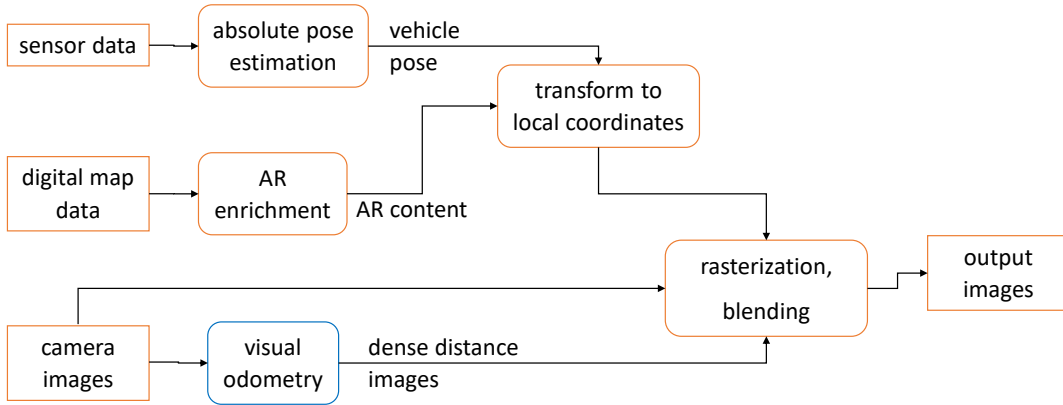 sensor data
absolute pose
estimation
vehicle
pose
transform to
local coordinates
digital map
data
AR
enrichment
AR content
rasterization,
blending
output
images
camera
images
visual
odometry
dense distance
images